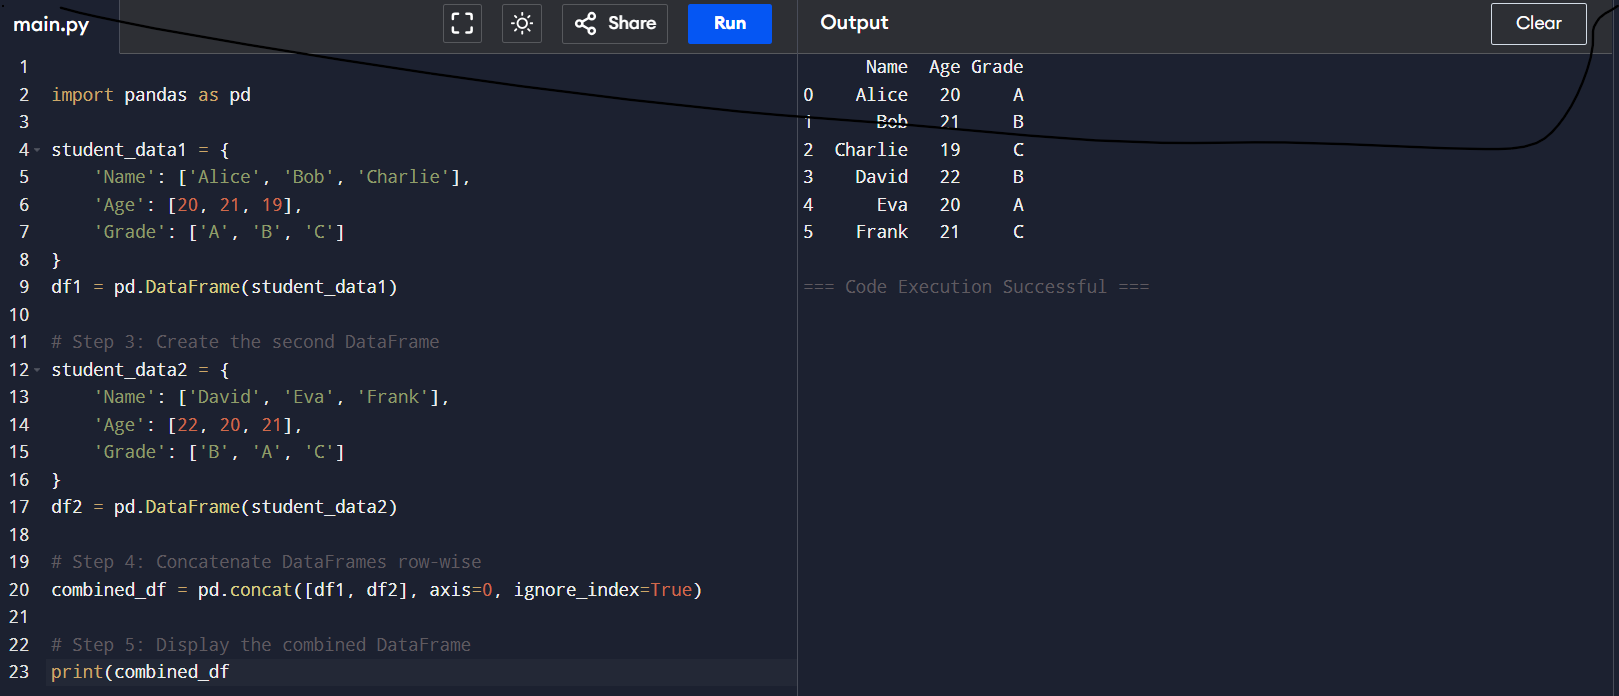 main.py
Share
Run
Output
Clear
1
2 import pandas as pd
3
4 student_data1 = {
5     'Name': ['Alice', 'Bob', 'Charlie'],
6     'Age': [20, 21, 19],
7     'Grade': ['A', 'B', 'C']
8 }
9 df1 = pd.DataFrame(student_data1)
10
11 # Step 3: Create the second DataFrame
12 student_data2 = {
13     'Name': ['David', 'Eva', 'Frank'],
14     'Age': [22, 20, 21],
15     'Grade': ['B', 'A', 'C']
16 }
17 df2 = pd.DataFrame(student_data2)
18
19 # Step 4: Concatenate DataFrames row-wise
20 combined_df = pd.concat([df1, df2], axis=0, ignore_index=True)
21
22 # Step 5: Display the combined DataFrame
23 print(combined_df
Name Age Grade
0 Alice 20 A
1 Bob 21 B
2 Charlie 19 C
3 David 22 B
4 Eva 20 A
5 Frank 21 C
=== Code Execution Successful ===